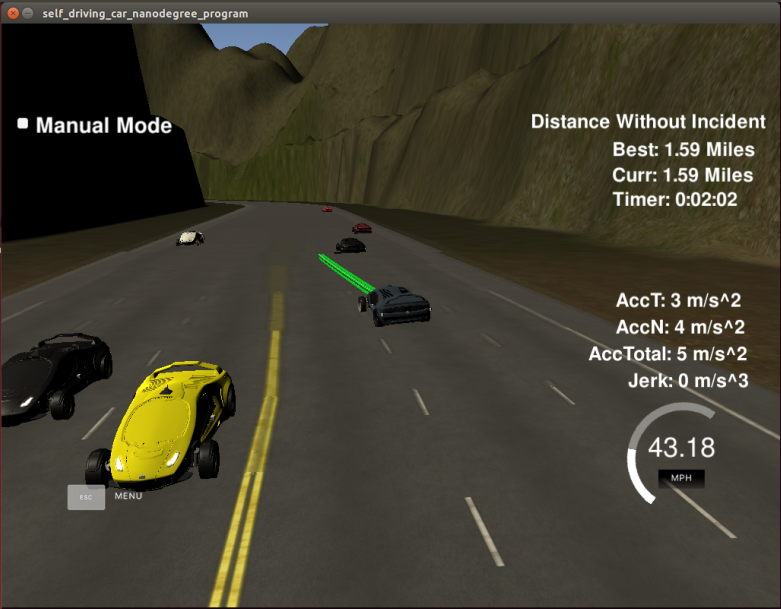 self_driving_car_nanodegree_program
Manual Mode
Distance Without Incident
Best: 1.59 Miles
Curr: 1.59 Miles
Timer: 0:02:02
AccT: 3 m/s^2
AccN: 4 m/s^2
AccTotal: 5 m/s^2
Jerk: 0 m/s^3
43.18
MPH
ESC MENU